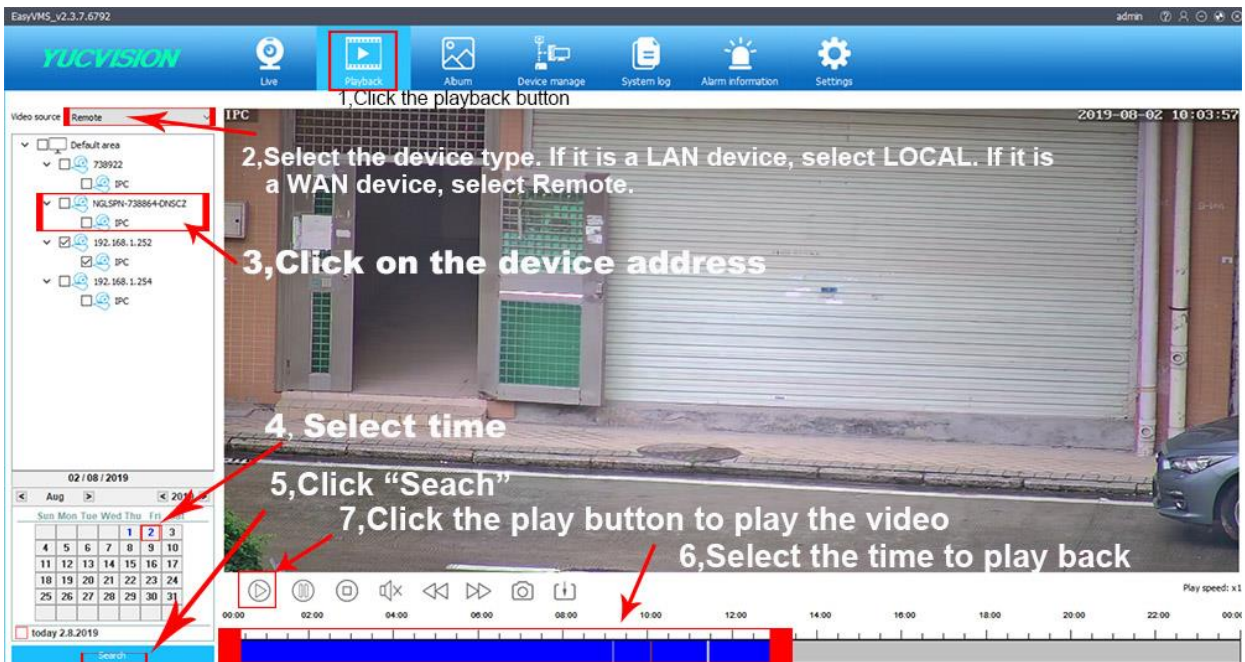 EasyVMS_v2.3.7.6792
admin
YUCVISION
Live
Playback
Album
Device manage
System log
Alarm information
Settings
1,Click the playback button
Video source
Remote
IPC
2019-08-02 10:03:57
2,Select the device type. If it is a LAN device, select LOCAL. If it is
a WAN device, select Remote.
Default area
738922
IPC
NGLSPN-738864-DNSCZ
IPC
192.168.1.252
IPC
192.168.1.254
IPC
3,Click on the device address
4, Select time
02 / 08 / 2019
Aug
5,Click “Seach”
Sun Mon Tue Wed Thu Fri
1 2 3
4 5 6 7 8 9 10
11 12 13 14 15 16 17
18 19 20 21 22 23 24
25 26 27 28 29 30 31
7,Click the play button to play the video
6,Select the time to play back
Play speed: x1
00:00 02:00 04:00 06:00 08:00 10:00 12:00 14:00 16:00 18:00 20:00 22:00 00:00
today 2.8.2019
Search